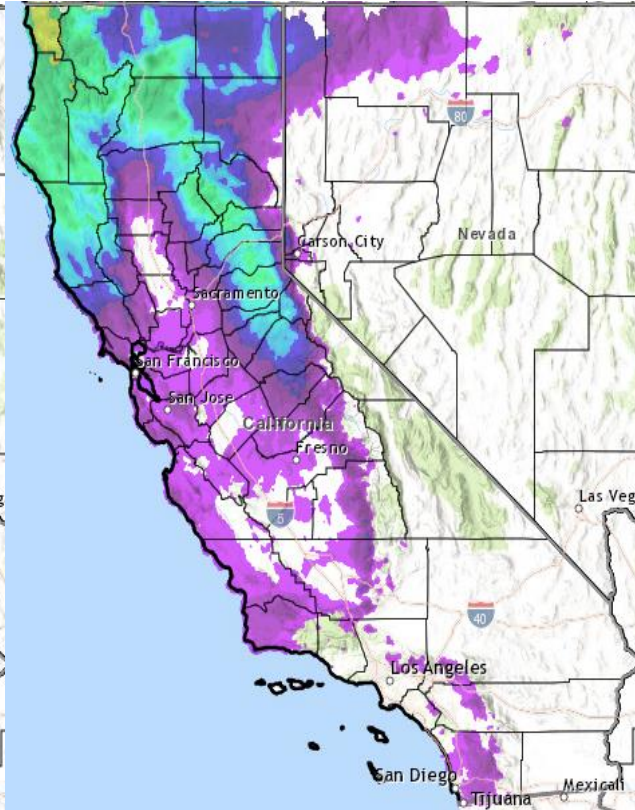 80
Nevada
Carson City
Sacramento
San Francisco
San Jose
California
Fresno
Las Veg
5
40
Los Angeles
San Diego
Mexicali
Tijuana